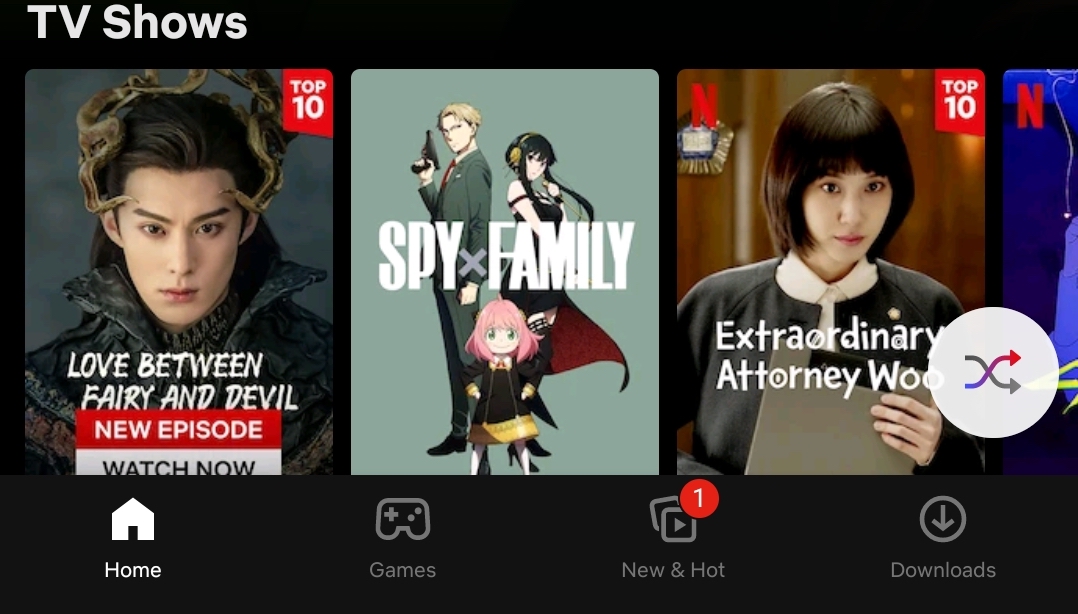 TV Shows
TOP
10
LOVE BETWEEN
FAIRY AND DEVIL
NEW EPISODE
WATCH NOW
SPY×FAMILY
N
TOP
10
Extraordinary
Attorney Woo
N
1
Home
Games
New & Hot
Downloads